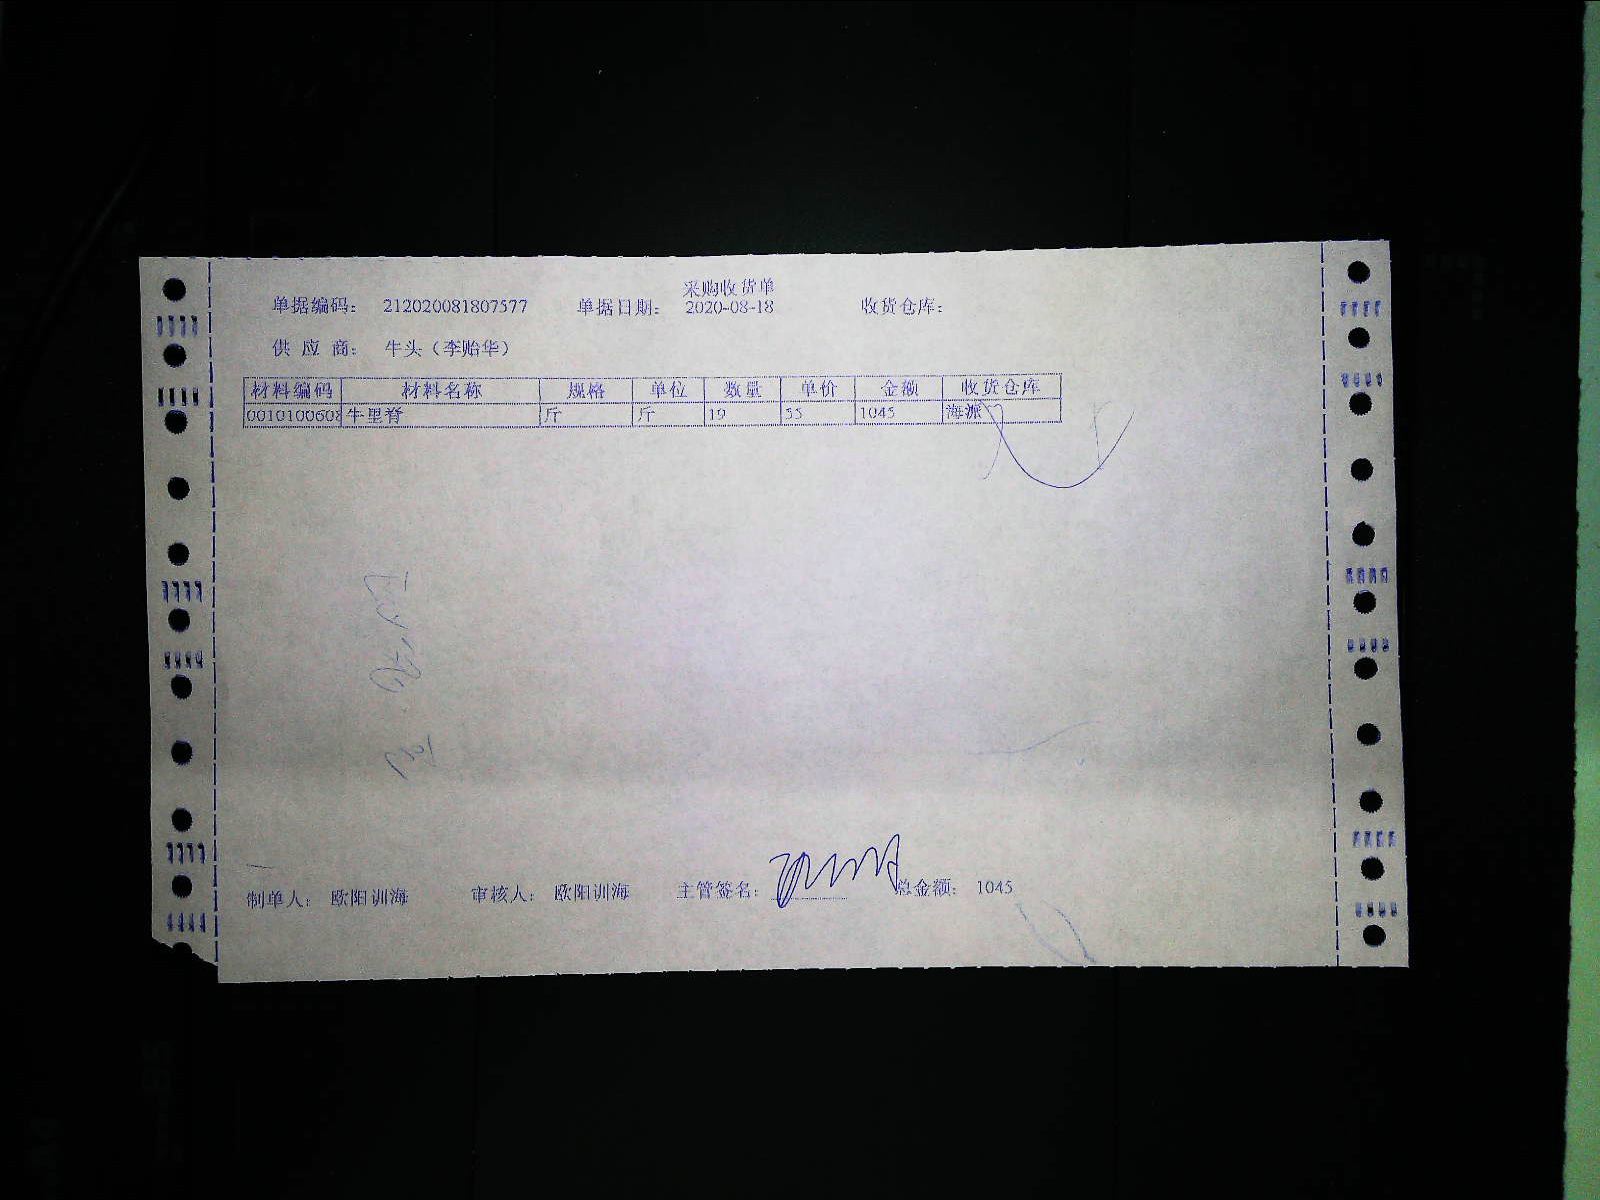 采购收货单
单据编码： 212020081807577 单据日期： 2020-08-18 收货仓库：
供 应 商： 牛头（李贻华）
材料编码 材料名称 规格 单位 数量 单价 金额 收货仓库
0010100608 牛里脊 斤 斤 19 55 1045 海派
制单人： 欧阳训海 审核人： 欧阳训海 主管签名： 总金额： 1045